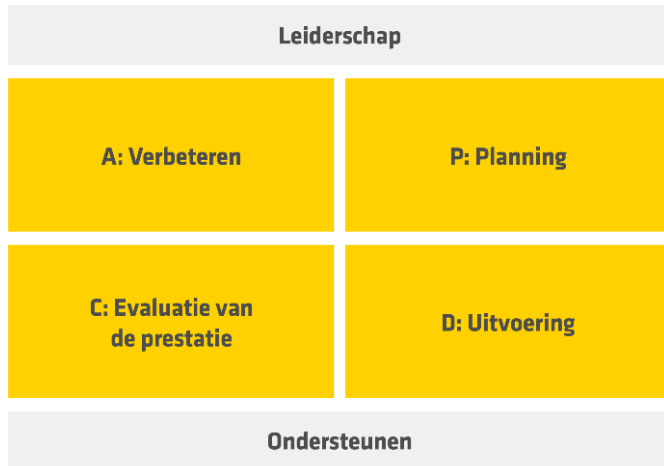 Leiderschap
A: Verbeteren
P: Planning
C: Evaluatie van
de prestatie
D: Uitvoering
Ondersteunen